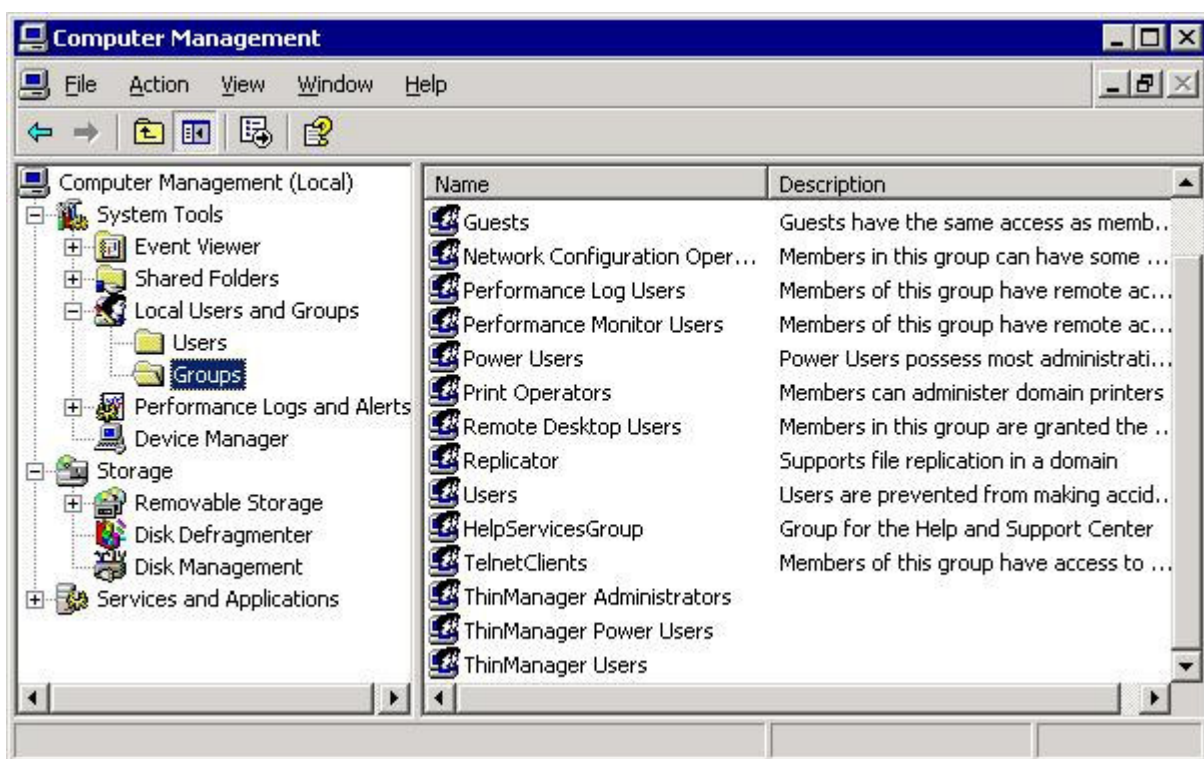 Computer Management
File Action View Window Help
Computer Management (Local)
System Tools
Event Viewer
Shared Folders
Local Users and Groups
Users
Groups
Performance Logs and Alerts
Device Manager
Storage
Removable Storage
Disk Defragmenter
Disk Management
Services and Applications
Name Description
Guests Guests have the same access as memb...
Network Configuration Oper... Members in this group can have some ...
Performance Log Users Members of this group have remote ac...
Performance Monitor Users Members of this group have remote ac...
Power Users Power Users possess most administrati...
Print Operators Members can administer domain printers
Remote Desktop Users Members in this group are granted the ...
Replicator Supports file replication in a domain
Users Users are prevented from making accid...
HelpServicesGroup Group for the Help and Support Center
TelnetClients Members of this group have access to ...
ThinManager Administrators
ThinManager Power Users
ThinManager Users